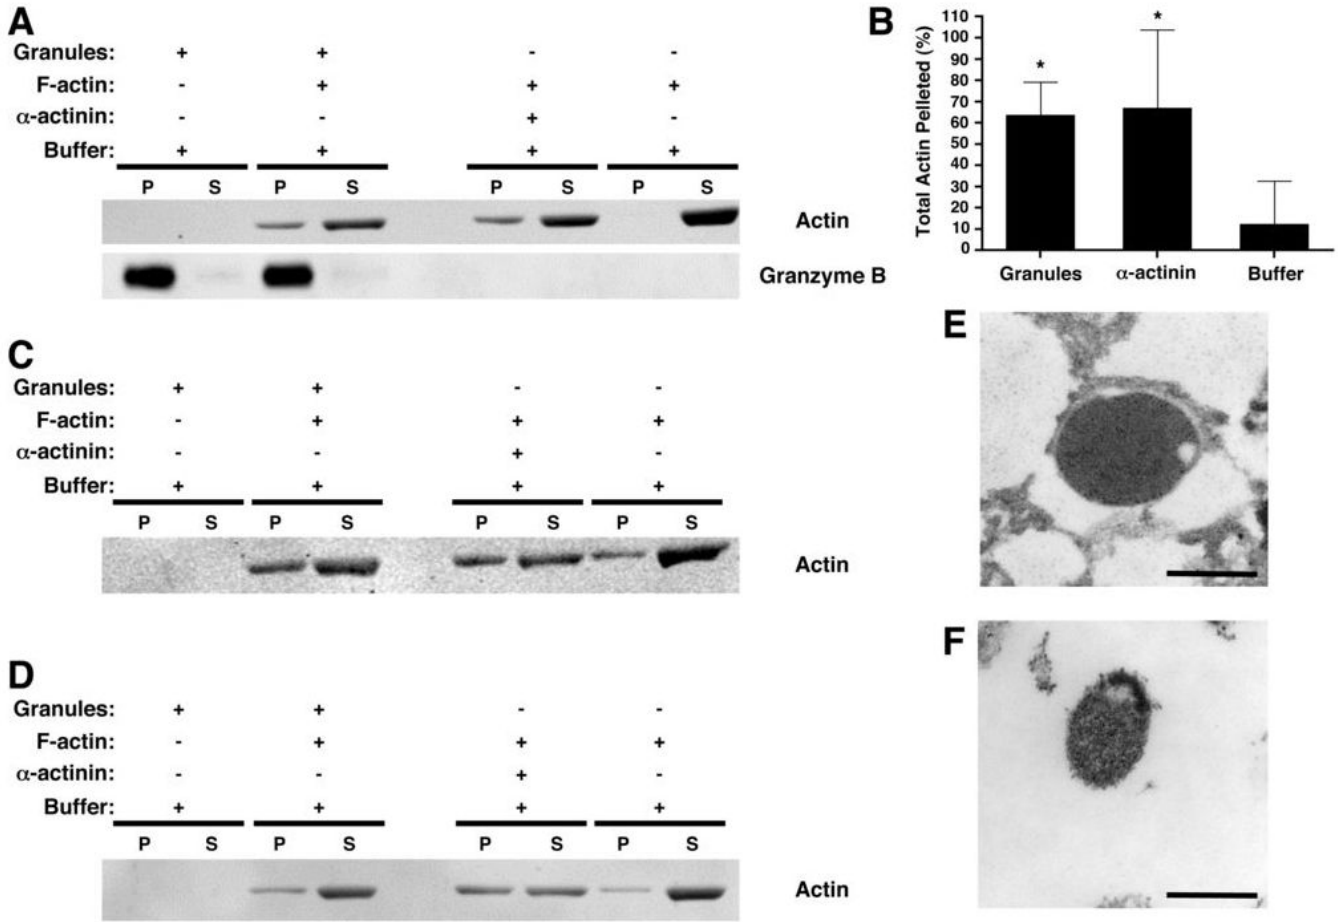 A
Granules: + + - -
F-actin: - + + +
α-actinin: - - + -
Buffer: + + + +
P S P S P S P S
Actin
Granzyme B
B
Total Actin Pelleted (%)
110
100
90
80
70
60
50
40
30
20
10
0
* *
Granules α-actinin Buffer
C
Granules: + + - -
F-actin: - + + +
α-actinin: - - + -
Buffer: + + + +
P S P S P S P S
Actin
D
Granules: + + - -
F-actin: - + + +
α-actinin: - - + -
Buffer: + + + +
P S P S P S P S
Actin
E
F